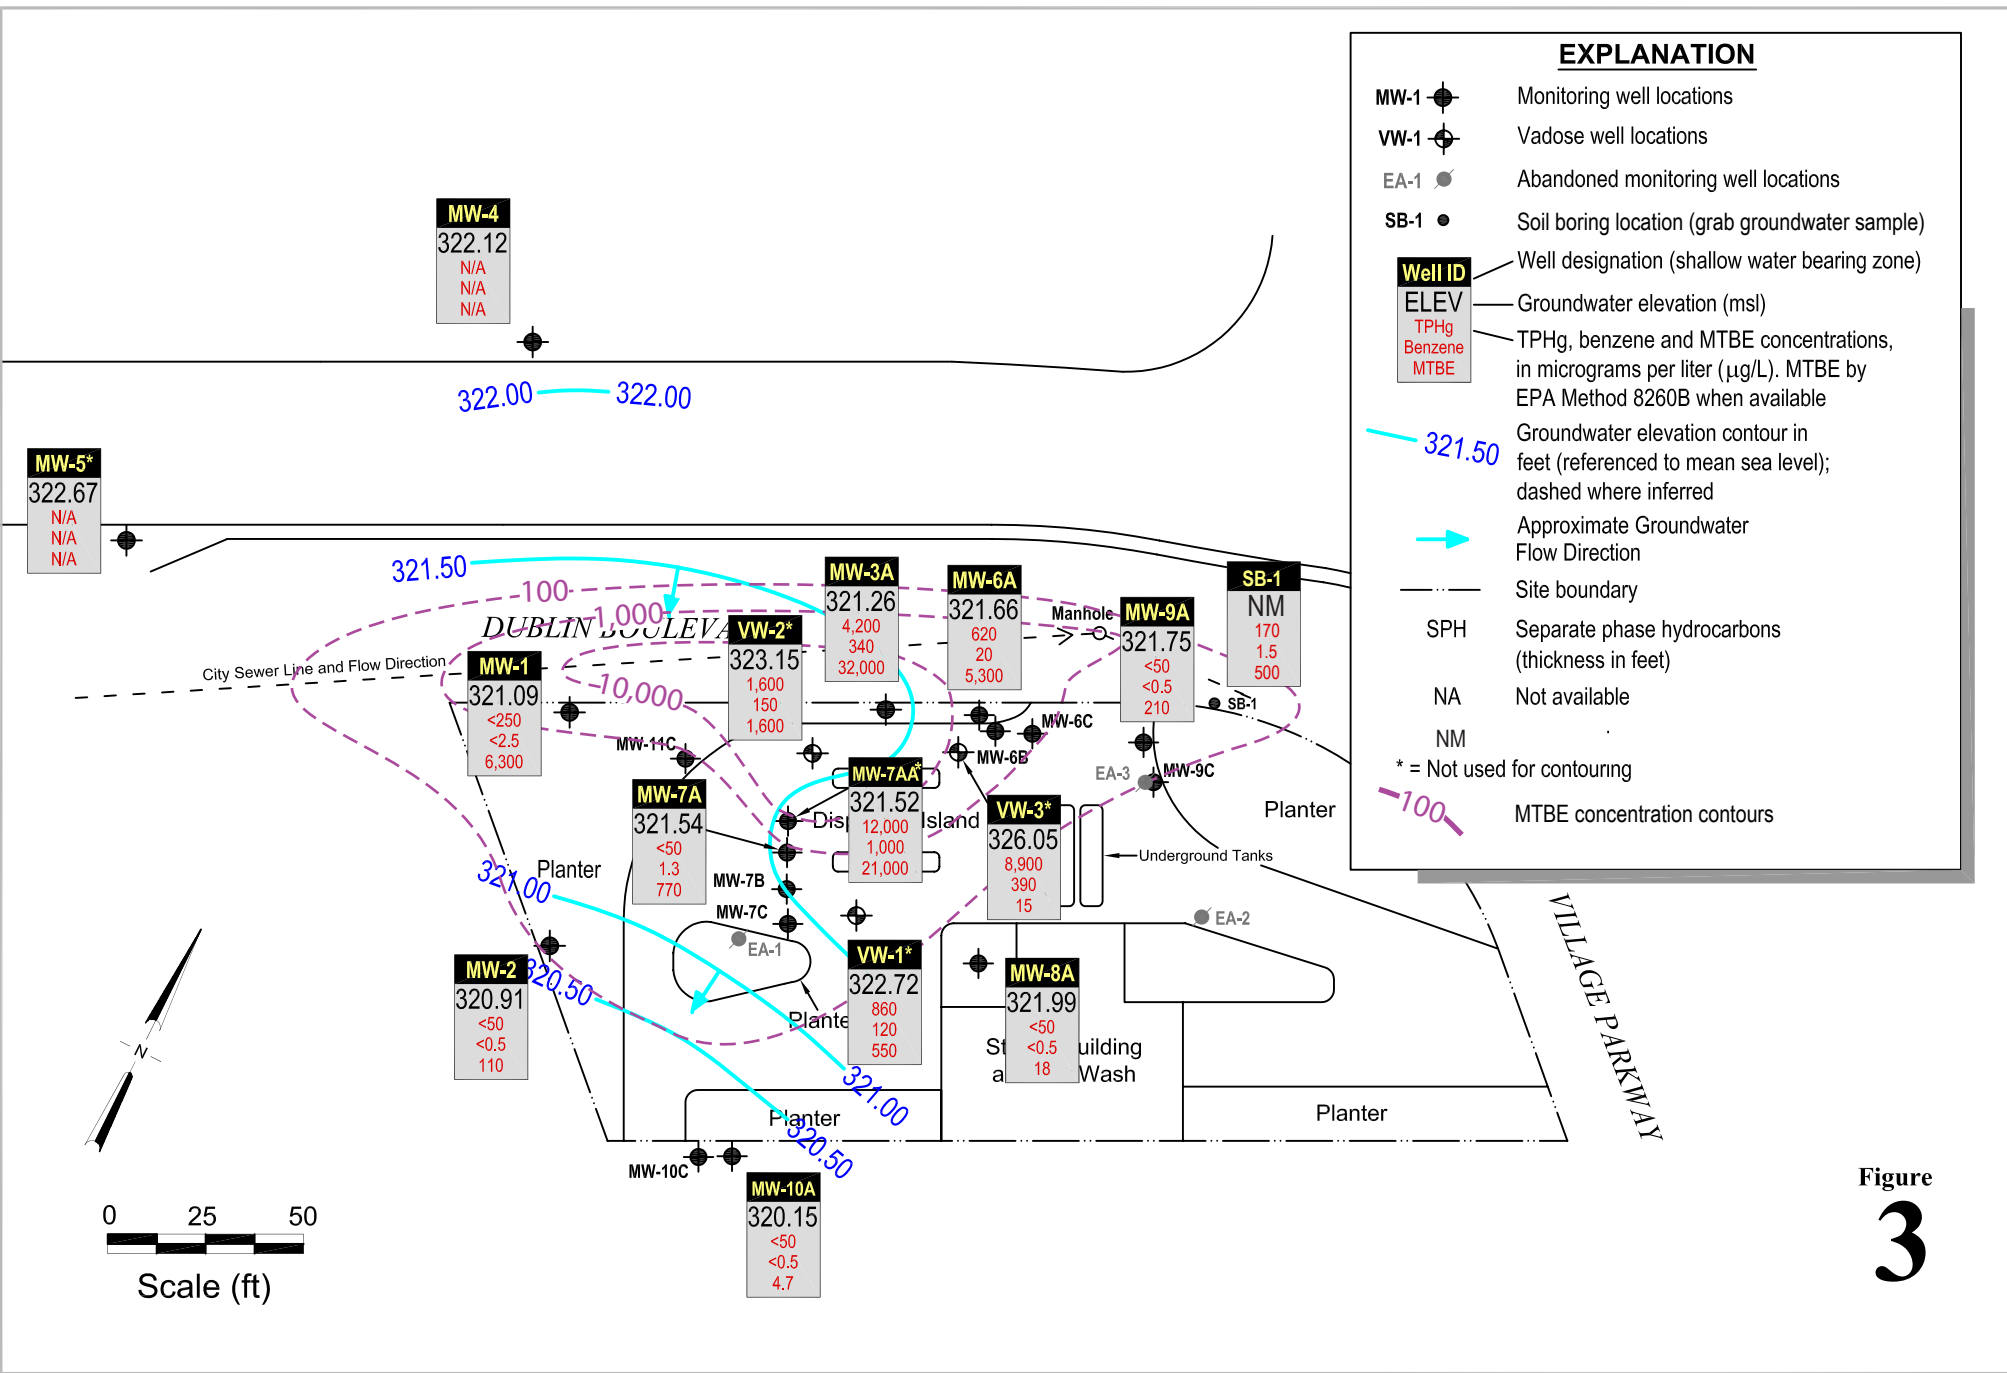 EXPLANATION
MW-1 Monitoring well locations
VW-1 Vadose well locations
EA-1 Abandoned monitoring well locations
SB-1 Soil boring location (grab groundwater sample)
Well ID
ELEV
TPHg
Benzene
MTBE
Well designation (shallow water bearing zone)
Groundwater elevation (msl)
TPHg, benzene and MTBE concentrations,
in micrograms per liter (µg/L). MTBE by
EPA Method 8260B when available
321.50
Groundwater elevation contour in
feet (referenced to mean sea level);
dashed where inferred
Approximate Groundwater
Flow Direction
Site boundary
SPH Separate phase hydrocarbons
(thickness in feet)
NA Not available
NM
* = Not used for contouring
100 MTBE concentration contours
MW-4
322.12
N/A
N/A
N/A
322.00 322.00
MW-5*
322.67
N/A
N/A
N/A
321.50
100
1,000
10,000
DUBLIN BOULEVA
City Sewer Line and Flow Direction
MW-1
321.09
<250
<2.5
6,300
VW-2*
323.15
1,600
150
1,600
MW-3A
321.26
4,200
340
32,000
MW-6A
321.66
620
20
5,300
Manhole
MW-9A
321.75
<50
<0.5
210
SB-1
NM
170
1.5
500
SB-1
MW-11C
MW-6C
MW-6B
EA-3
MW-9C
MW-7A
321.54
<50
1.3
770
MW-7AA*
321.52
12,000
1,000
21,000
Disp
Island
VW-3*
326.05
8,900
390
15
Planter
Underground Tanks
Planter
321.00
MW-7B
MW-7C
EA-1
EA-2
MW-2
320.91
<50
<0.5
110
320.50
Plante
VW-1*
322.72
860
120
550
MW-8A
321.99
<50
<0.5
18
St
uilding
a
Wash
321.00
Planter
320.50
Planter
MW-10C
MW-10A
320.15
<50
<0.5
4.7
VILLAGE PARKWAY
N
0 25 50
Scale (ft)
Figure
3